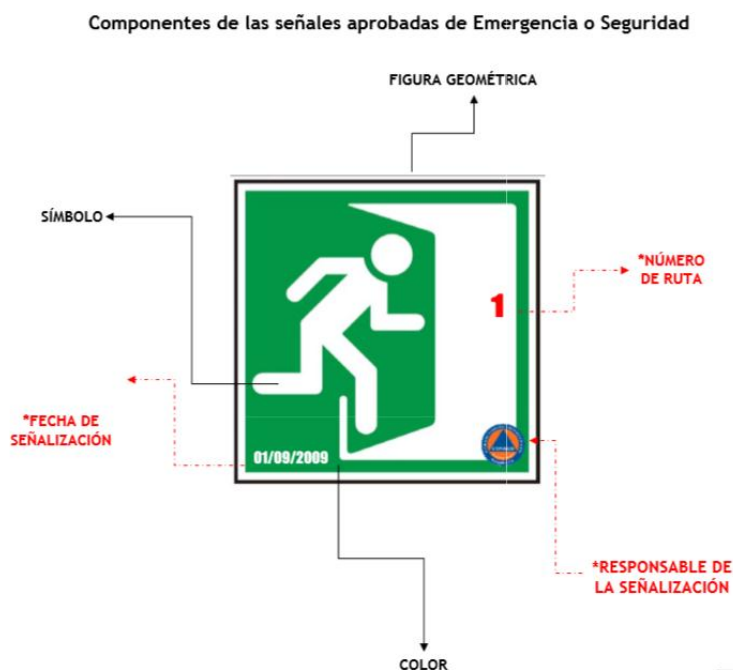 Componentes de las señales aprobadas de Emergencia o Seguridad
FIGURA GEOMÉTRICA
SÍMBOLO
*NÚMERO
DE RUTA
1
*FECHA DE
SEÑALIZACIÓN
01/09/2009
*RESPONSABLE DE
LA SEÑALIZACIÓN
COLOR